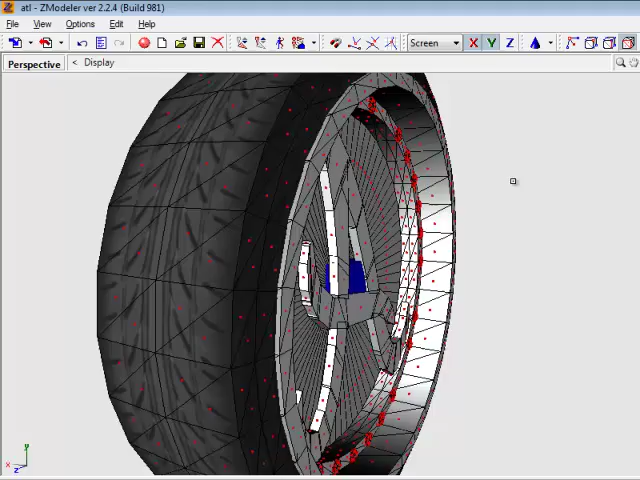 atl - ZModeler ver 2.2.4 (Build 981)
File View Options Edit Help
Screen X Y Z
Perspective < Display
y
x
z